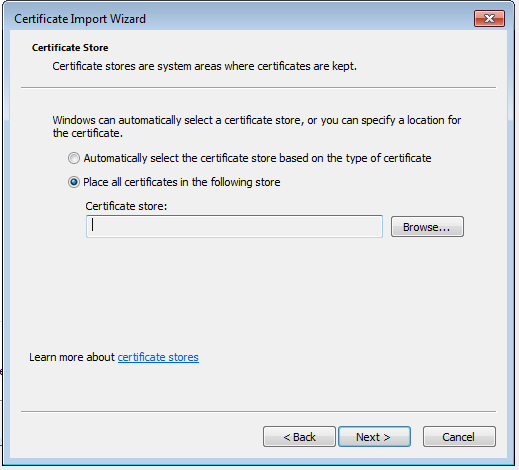 Certificate Import Wizard
Certificate Store
Certificate stores are system areas where certificates are kept.
Windows can automatically select a certificate store, or you can specify a location for
the certificate.
Automatically select the certificate store based on the type of certificate
Place all certificates in the following store
Certificate store:
Browse...
Learn more about certificate stores
< Back
Next >
Cancel